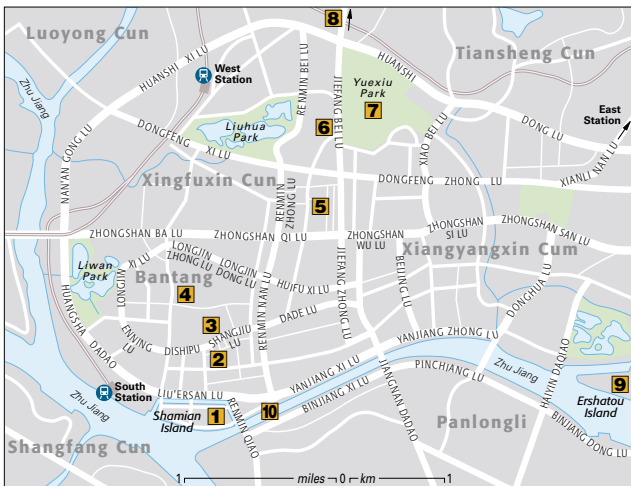 8
Luoyong Cun
Tiansheng Cun
HUANSHI XI LU
West
Station
RENMIN BEI LU
JIEFANG BEI LU
HUANSHI
Yuexiu
Park
7
Zhu Jiang
East
Station
Liuhua
Park
6
XIAO BEI LU
DONG LU
NAN'AN GONG LU
DONGFENG
XI LU
XIANLI NAN LU
Xingfuxin Cun
DONGFENG ZHONG LU
RENMIN
ZHONG LU
5
ZHONGSHAN BA LU
ZHONGSHAN QI LU
ZHONGSHAN
WU LU
ZHONGSHAN
SI LU
ZHONGSHAN SAN LU
Xiangyangxin Cum
Liwan
Park
LONGJIN
XI LU
LONGJIN
ZHONG LU
LONGJIN
DONG LU
HUIFU XI LU
Bantang
4
JIEFANG ZHONG LU
BEIJING LU
DONGHUA LU
HUANGSHA
DADAO
ENNING
LU
3
SHANGJIU
LU
DADE LU
RENMIN NAN LU
DISHIPU
2
YANJIANG ZHONG LU
South
Station
LIU'ERSAN LU
YANJIANG XI LU
PINCHIANG LU
Zhu Jiang
HAIYIN DAQIAO
9
Ershatou
Island
Zhu Jiang
Shamian
Island
1
RENMIN QIAO
10
BINJIANG XI LU
JIANGNAN DADAO
Panlongli
BINJIANG DONG LU
Shangfang Cun
1 miles 0 km 1